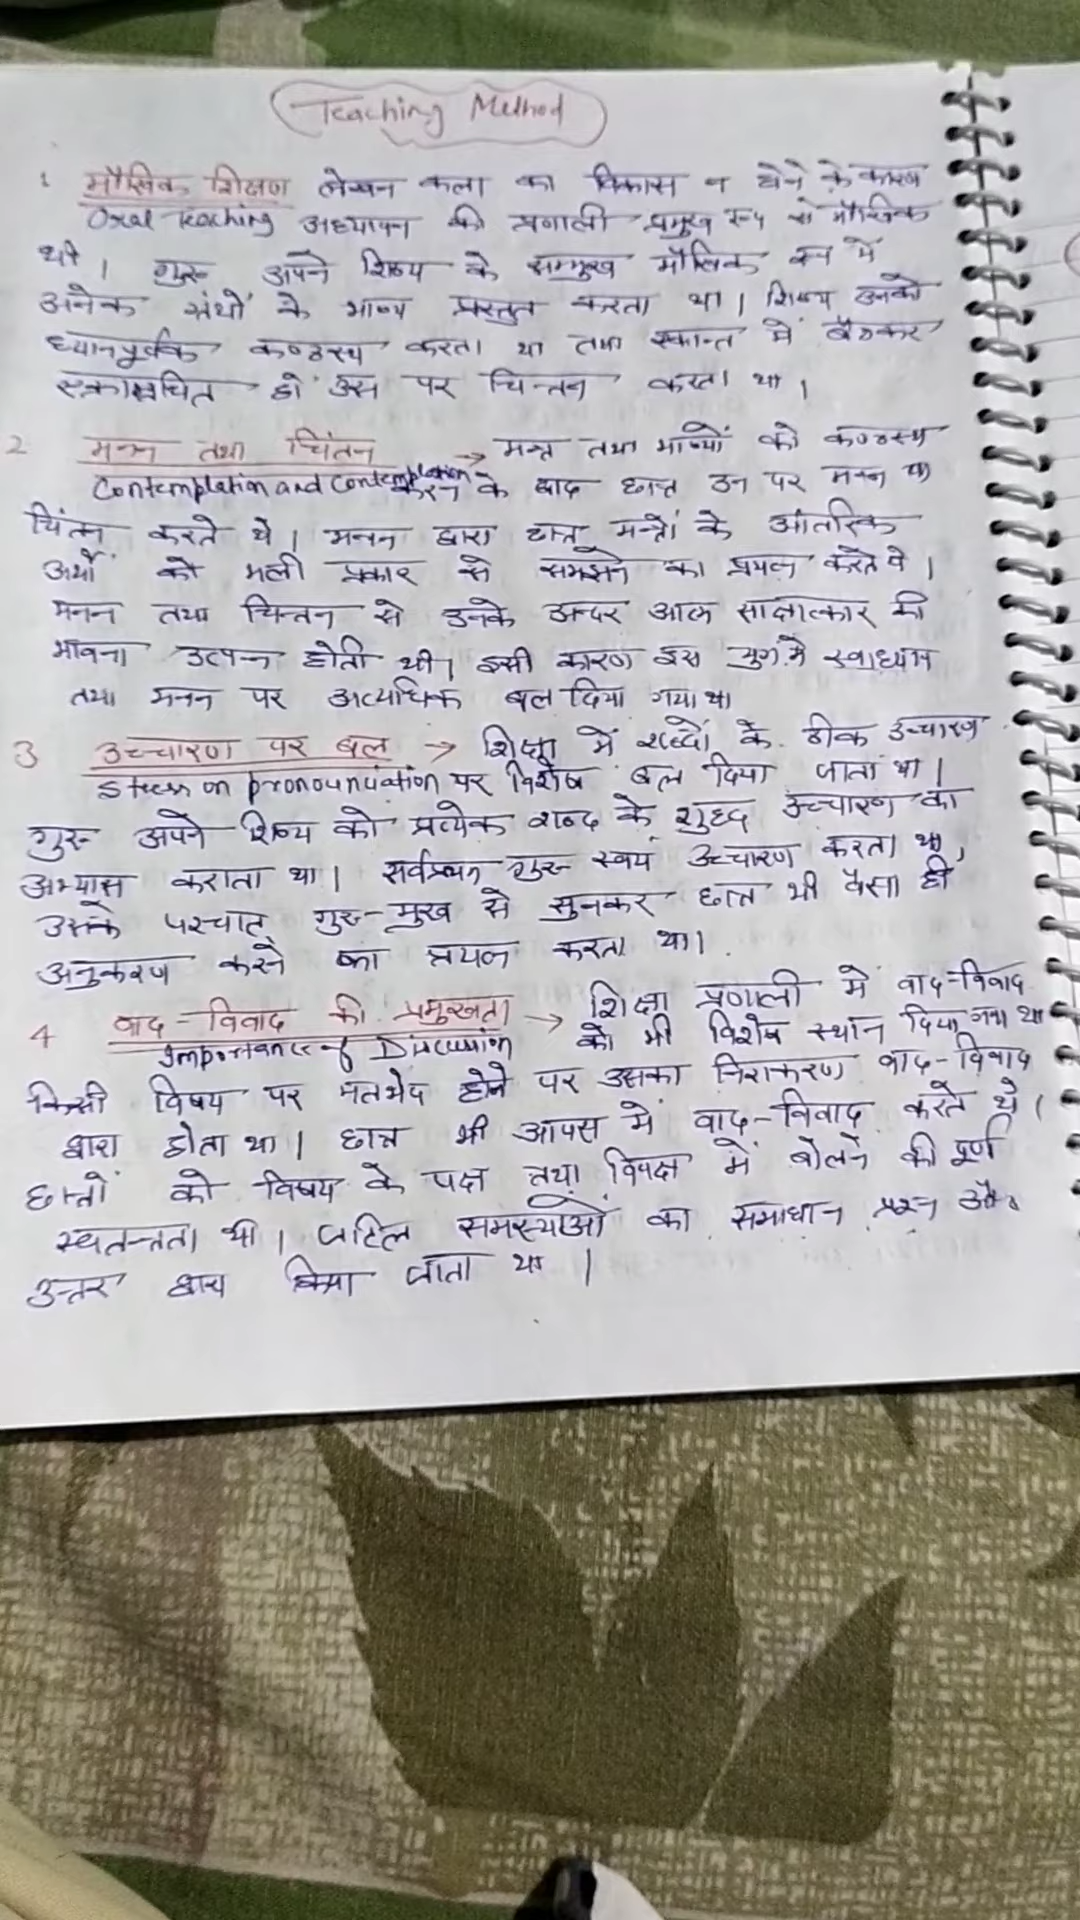 Teaching Method
1 मौखिक शिक्षण लेखन कला का विकास न होने के कारण
Oral Teaching अध्यापन की प्रणाली प्रमुख रूप से मौखिक
थी। गुरू अपने शिष्य के सम्मुख मौखिक रूप में
अनेक ग्रंथों के भाष्य प्रस्तुत करता था। शिष्य उनको
ध्यानपूर्वक कण्ठस्थ करता था तथा एकान्त में बैठकर
हो उस पर चिन्तन करता था।
2 मनन तथा चिंतन → मन्त्र तथा भाष्यों को कण्ठस्थ
Contemplation and Contemplation करने के बाद छात्र उन पर मनन
चिंतन करते थे। मनन द्वारा छात्र मन्त्रों के आंतरिक
अर्थों को भली प्रकार से समझने का प्रयत्न करते थे।
मनन तथा चिन्तन से उनके अन्दर आत्म साक्षात्कार की
भावना उत्पन्न होती थी। इसी कारण इस युग में स्वाध्याय
तथा मनन पर अत्यधिक बल दिया गया था
3 उच्चारण पर बल → शिक्षा में शब्दों के ठीक उच्चारण
Stress on pronounuiation पर विशेष बल दिया जाता था।
गुरू अपने शिष्य को प्रत्येक शब्द के शुद्ध उच्चारण का
अभ्यास कराता था। सर्वप्रथम गुरू स्वयं उच्चारण करता था,
उसके पश्चात् गुरु-मुख से सुनकर छात्र भी वैसा ही
अनुकरण करने का प्रयत्न करता था।
4 वाद-विवाद की प्रमुखता → शिक्षा प्रणाली में वाद-विवाद
Importance of Discussion को भी विशेष स्थान दिया गया था
किसी विषय पर मतभेद होने पर उसका निराकरण वाद-विवाद
द्वारा होता था। छात्र भी आपस में वाद-विवाद करते थे।
छात्रों को विषय के पक्ष तथा विपक्ष में बोलने की पूर्ण
स्वतन्त्रता थी। जटिल समस्याओं का समाधान प्रश्न और
उत्तर द्वारा किया जाता था।